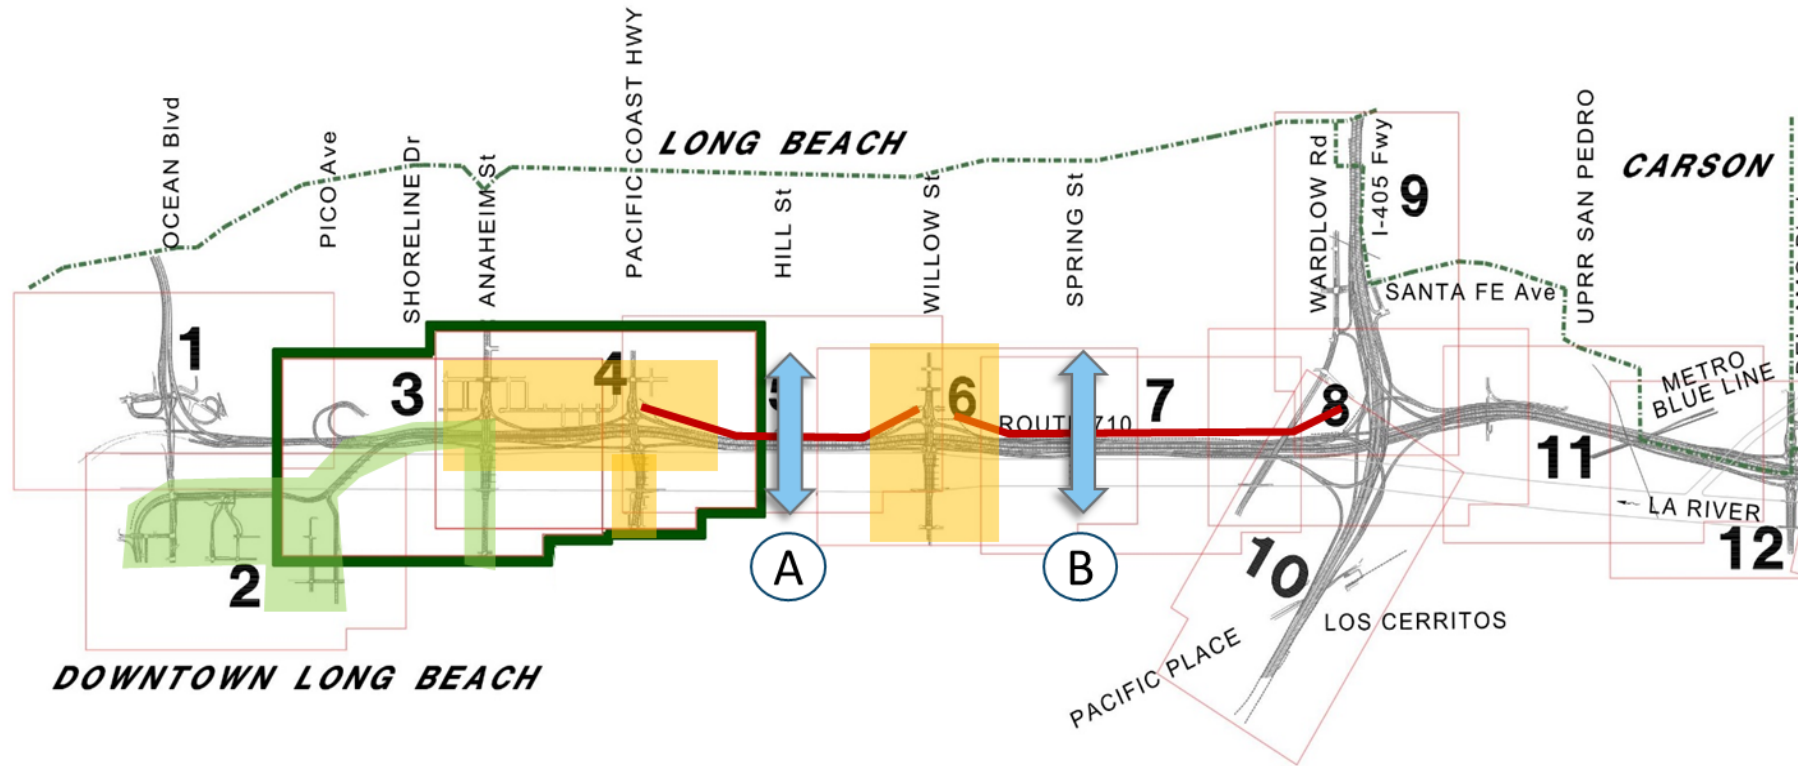 OCEAN Blvd
PICO Ave
SHORELINE Dr
ANAHEIM St
PACIFIC COAST HWY
LONG BEACH
HILL St
WILLOW St
SPRING St
WARDLOW Rd
I-405 Fwy
9
UPRR SAN PEDRO
CARSON
SANTA FE Ave
1
3
4
6
7
8
ROUTE 710
METRO
BLUE LINE
11
LA RIVER
12
A
B
10
2
LOS CERRITOS
PACIFIC PLACE
DOWNTOWN LONG BEACH